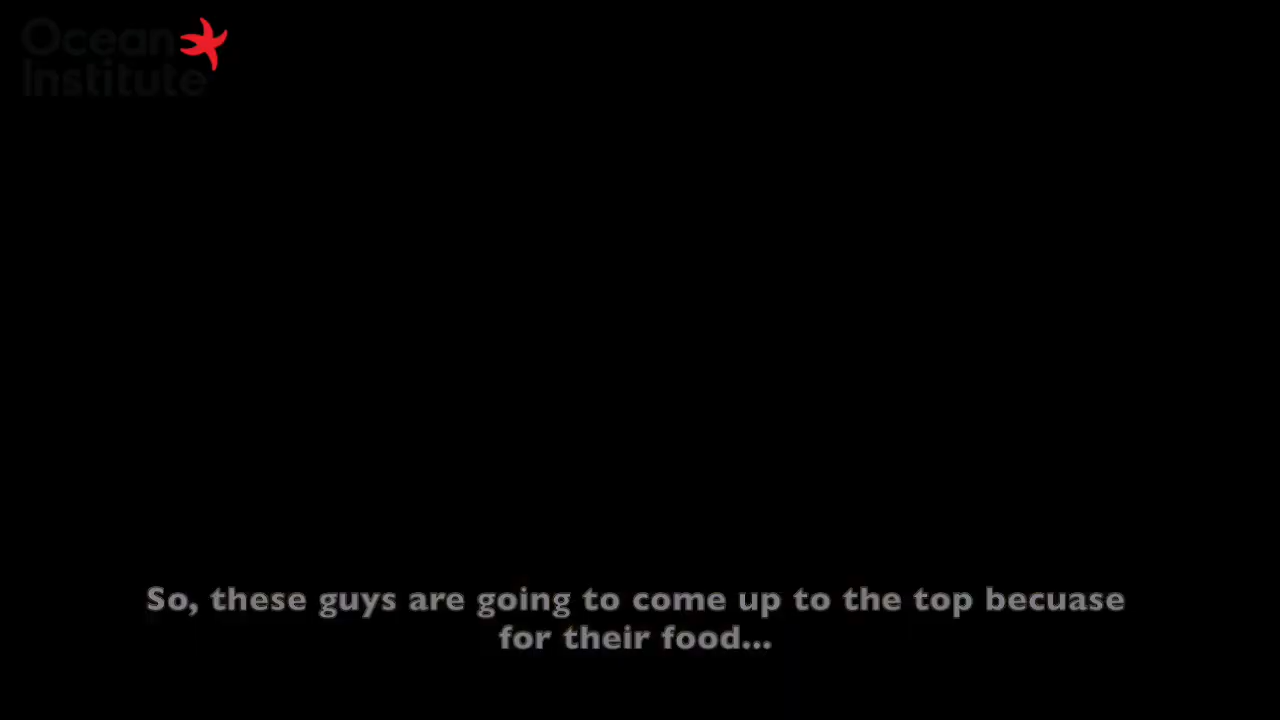 Ocean
Institute
So, these guys are going to come up to the top becuase
for their food...